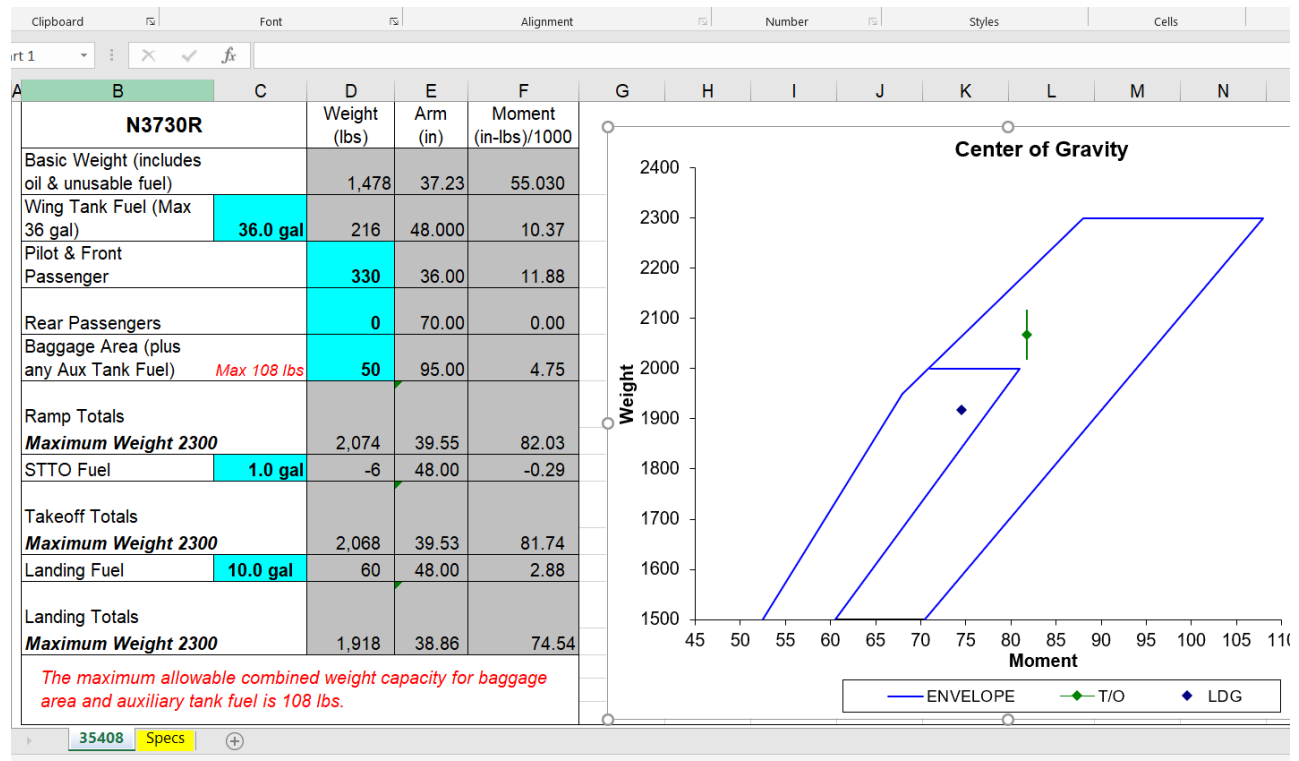 Clipboard Font Alignment Number Styles Cells
rt 1 fx
A B C D E F G H I J K L M N
N3730R Weight (lbs) Arm (in) Moment (in-lbs)/1000
Basic Weight (includes
oil & unusable fuel) 1,478 37.23 55.030
Wing Tank Fuel (Max
36 gal) 36.0 gal 216 48.000 10.37
Pilot & Front
Passenger 330 36.00 11.88
Rear Passengers 0 70.00 0.00
Baggage Area (plus
any Aux Tank Fuel) Max 108 lbs 50 95.00 4.75
Ramp Totals
Maximum Weight 2300 2,074 39.55 82.03
STTO Fuel 1.0 gal -6 48.00 -0.29
Takeoff Totals
Maximum Weight 2300 2,068 39.53 81.74
Landing Fuel 10.0 gal 60 48.00 2.88
Landing Totals
Maximum Weight 2300 1,918 38.86 74.54
The maximum allowable combined weight capacity for baggage
area and auxiliary tank fuel is 108 lbs.
Center of Gravity
2400
2300
2200
2100
2000
1900
1800
1700
1600
1500
Weight
45 50 55 60 65 70 75 80 85 90 95 100 105 110
Moment
ENVELOPE T/O LDG
35408 Specs